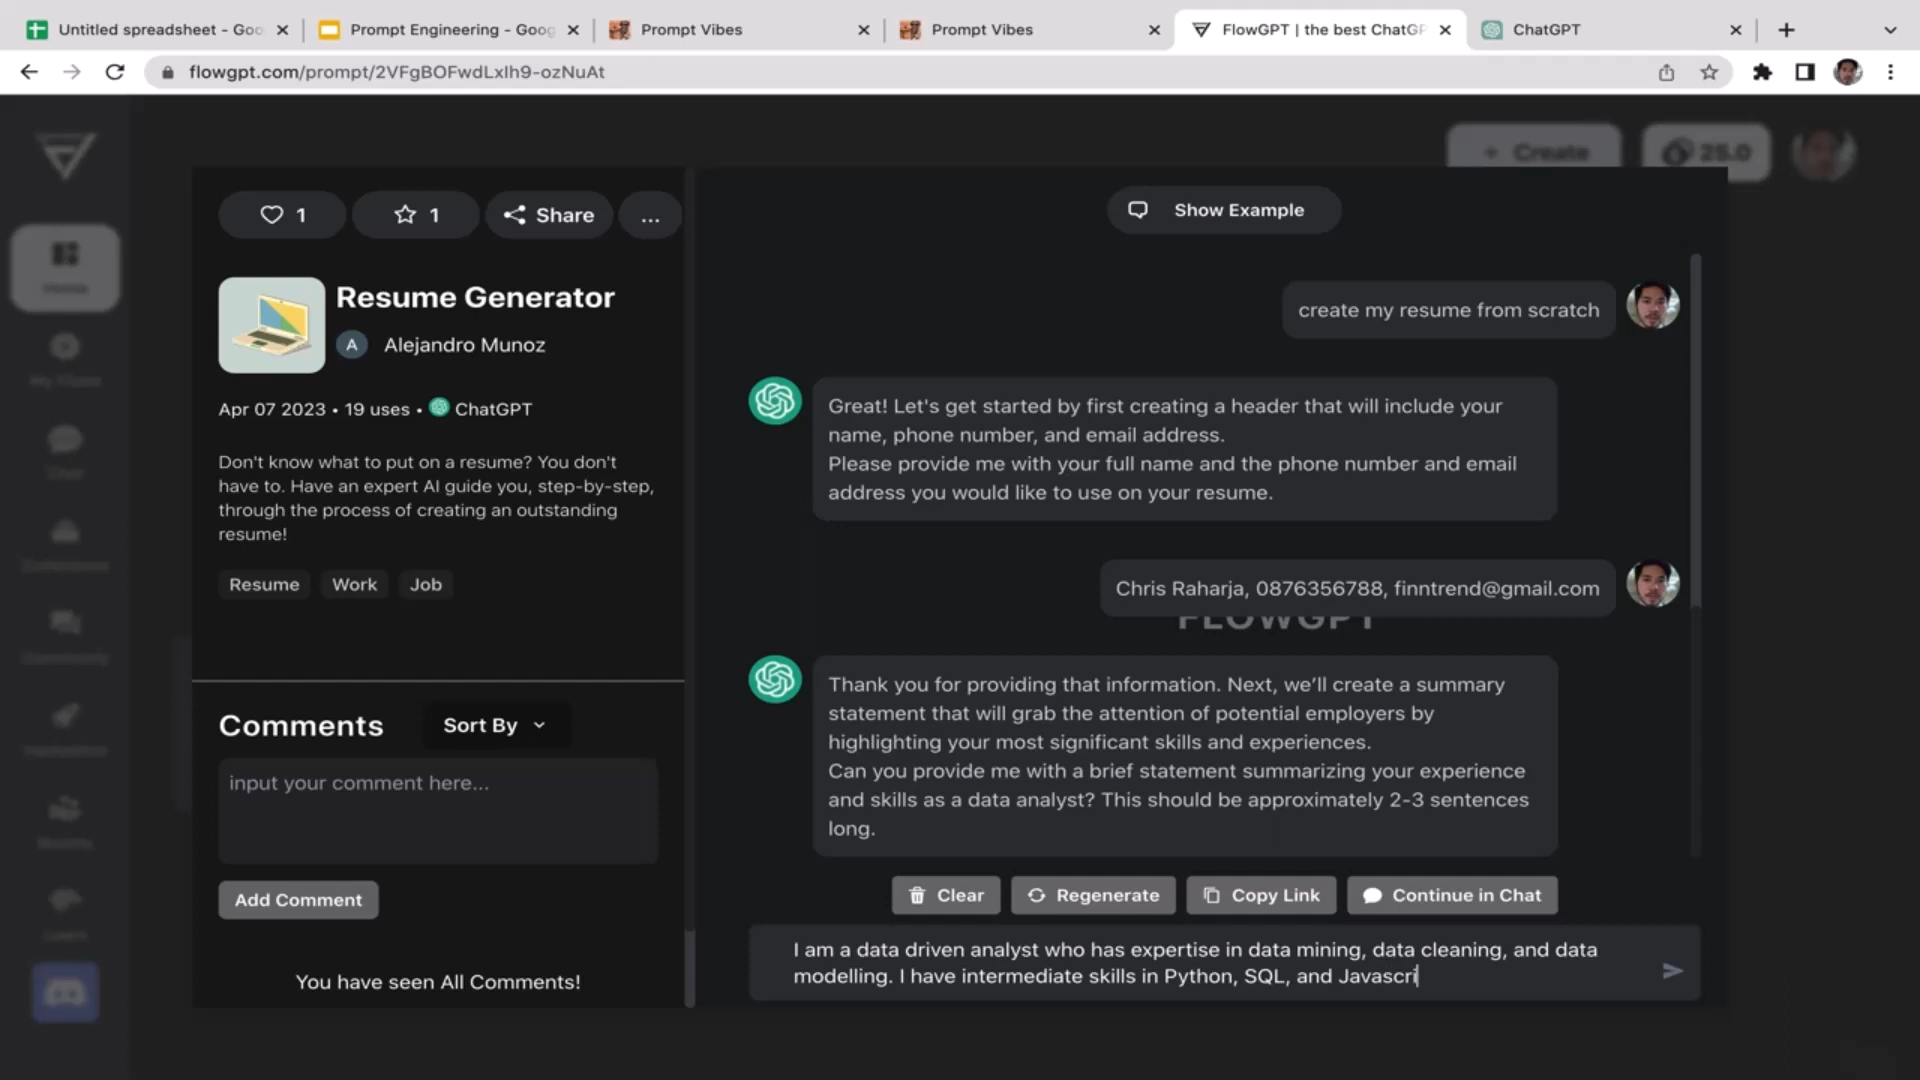 Untitled spreadsheet - Goo
Prompt Engineering - Goog
Prompt Vibes
Prompt Vibes
FlowGPT | the best ChatGP
ChatGPT
flowgpt.com/prompt/2VFgBOFwdLxIh9-ozNuAt
+ Create
25.0
Home
1
1
Share
...
Show Example
Resume Generator
A Alejandro Munoz
Apr 07 2023 • 19 uses • ChatGPT
Don't know what to put on a resume? You don't
have to. Have an expert AI guide you, step-by-step,
through the process of creating an outstanding
resume!
Resume Work Job
Comments
Sort By
input your comment here...
Add Comment
You have seen All Comments!
create my resume from scratch
Great! Let's get started by first creating a header that will include your
name, phone number, and email address.
Please provide me with your full name and the phone number and email
address you would like to use on your resume.
Chris Raharja, 0876356788, finntrend@gmail.com
FLOWGPT
Thank you for providing that information. Next, we’ll create a summary
statement that will grab the attention of potential employers by
highlighting your most significant skills and experiences.
Can you provide me with a brief statement summarizing your experience
and skills as a data analyst? This should be approximately 2-3 sentences
long.
Clear
Regenerate
Copy Link
Continue in Chat
I am a data driven analyst who has expertise in data mining, data cleaning, and data
modelling. I have intermediate skills in Python, SQL, and Javascri